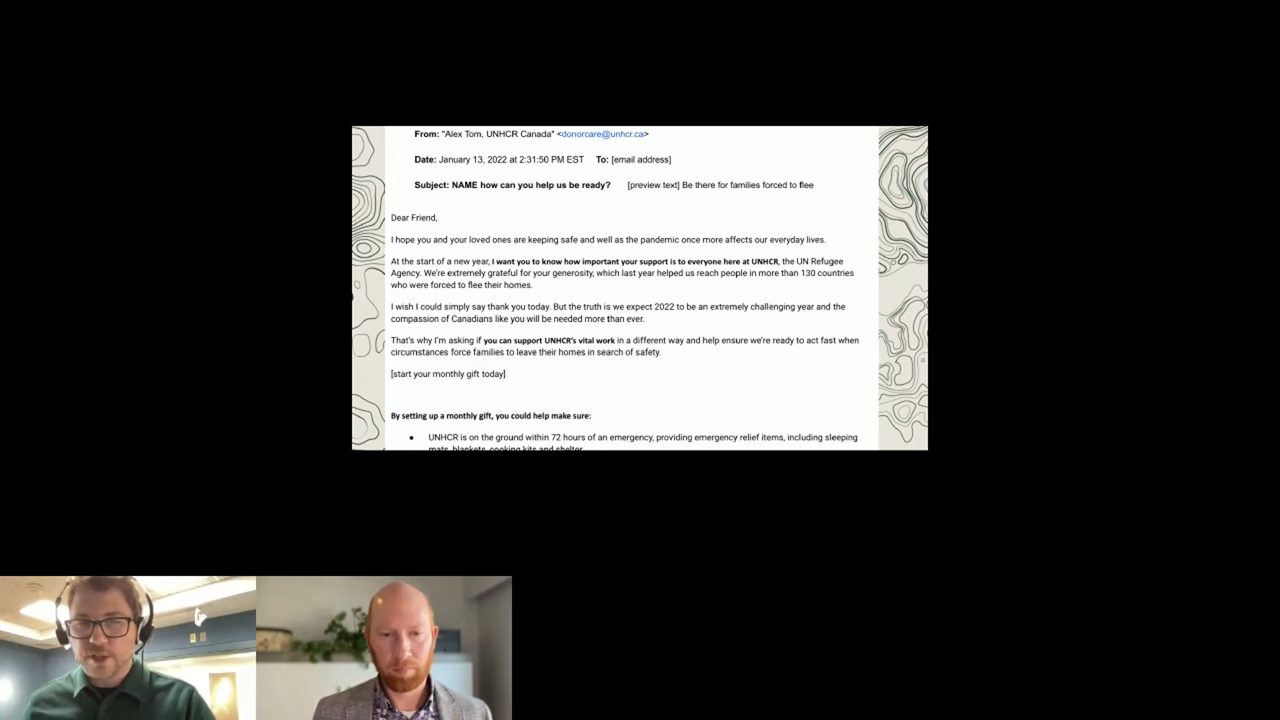 From: "Alex Tom, UNHCR Canada" <donorcare@unhcr.ca>
Date: January 13, 2022 at 2:31:50 PM EST To: [email address]
Subject: NAME how can you help us be ready? [preview text] Be there for families forced to flee
Dear Friend,
I hope you and your loved ones are keeping safe and well as the pandemic once more affects our everyday lives.
At the start of a new year, I want you to know how important your support is to everyone here at UNHCR, the UN Refugee
Agency. We're extremely grateful for your generosity, which last year helped us reach people in more than 130 countries
who were forced to flee their homes.
I wish I could simply say thank you today. But the truth is we expect 2022 to be an extremely challenging year and the
compassion of Canadians like you will be needed more than ever.
That's why I'm asking if you can support UNHCR's vital work in a different way and help ensure we're ready to act fast when
circumstances force families to leave their homes in search of safety.
[start your monthly gift today]
By setting up a monthly gift, you could help make sure:
● UNHCR is on the ground within 72 hours of an emergency, providing emergency relief items, including sleeping
mats, blankets, cooking kits and shelter